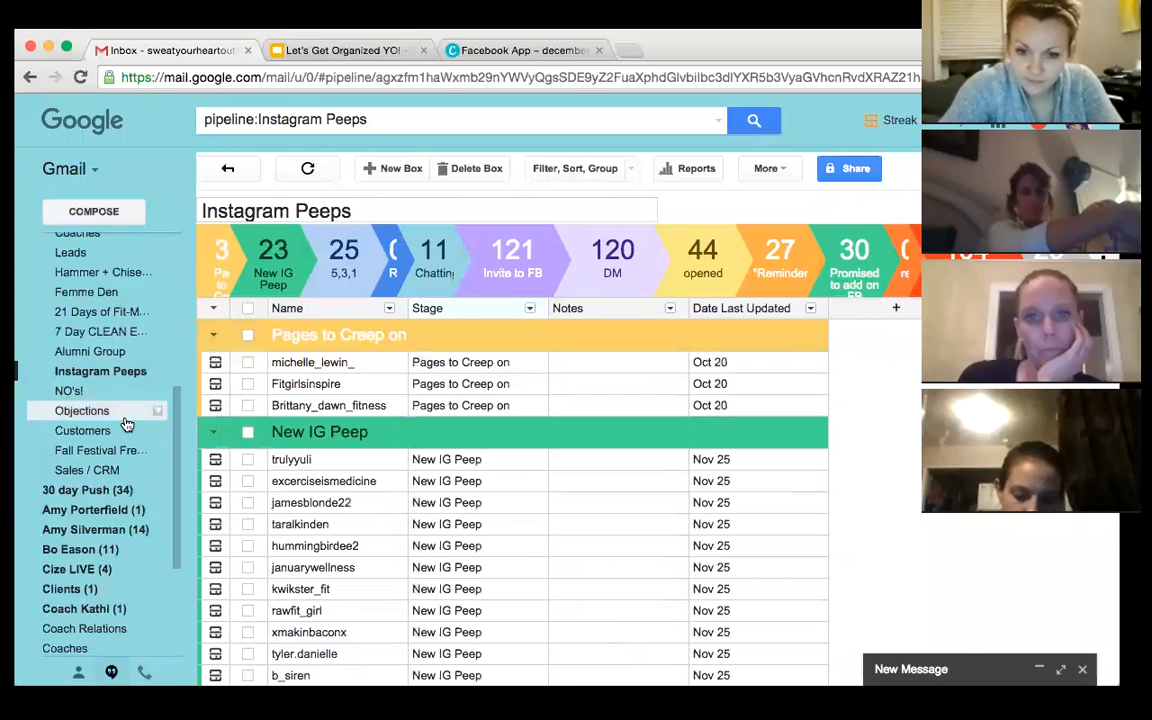 Inbox - sweatyourheartout
Let's Get Organized YO!
Facebook App – decembe
https://mail.google.com/mail/u/0/#pipeline/
Google
pipeline:Instagram Peeps
Streak
Gmail
New Box
Delete Box
Filter, Sort, Group
Reports
More
Share
COMPOSE
Instagram Peeps
Coaches
Leads
Hammer + Chise...
Femme Den
21 Days of Fit-M...
7 Day CLEAN E...
Alumni Group
Instagram Peeps
NO's!
Objections
Customers
Fall Festival Fre...
Sales / CRM
30 day Push (34)
Amy Porterfield (1)
Amy Silverman (14)
Bo Eason (11)
Cize LIVE (4)
Clients (1)
Coach Kathi (1)
Coach Relations
Coaches
3
23 New IG Peep
25 5,3,1
11 Chattin
121 Invite to FB
120 DM
44 opened
27 *Reminder
30 Promised to add on FB
Name Stage Notes Date Last Updated +
Pages to Creep on
michelle_lewin_ Pages to Creep on Oct 20
Fitgirlsinspire Pages to Creep on Oct 20
Brittany_dawn_fitness Pages to Creep on Oct 20
New IG Peep
trulyyuli New IG Peep Nov 25
excerciseismedicine New IG Peep Nov 25
jamesblonde22 New IG Peep Nov 25
taralkinden New IG Peep Nov 25
hummingbirdee2 New IG Peep Nov 25
januarywellness New IG Peep Nov 25
kwikster_fit New IG Peep Nov 25
rawfit_girl New IG Peep Nov 25
xmakinbaconx New IG Peep Nov 25
tyler.danielle New IG Peep Nov 25
b_siren New IG Peep Nov 25
New Message